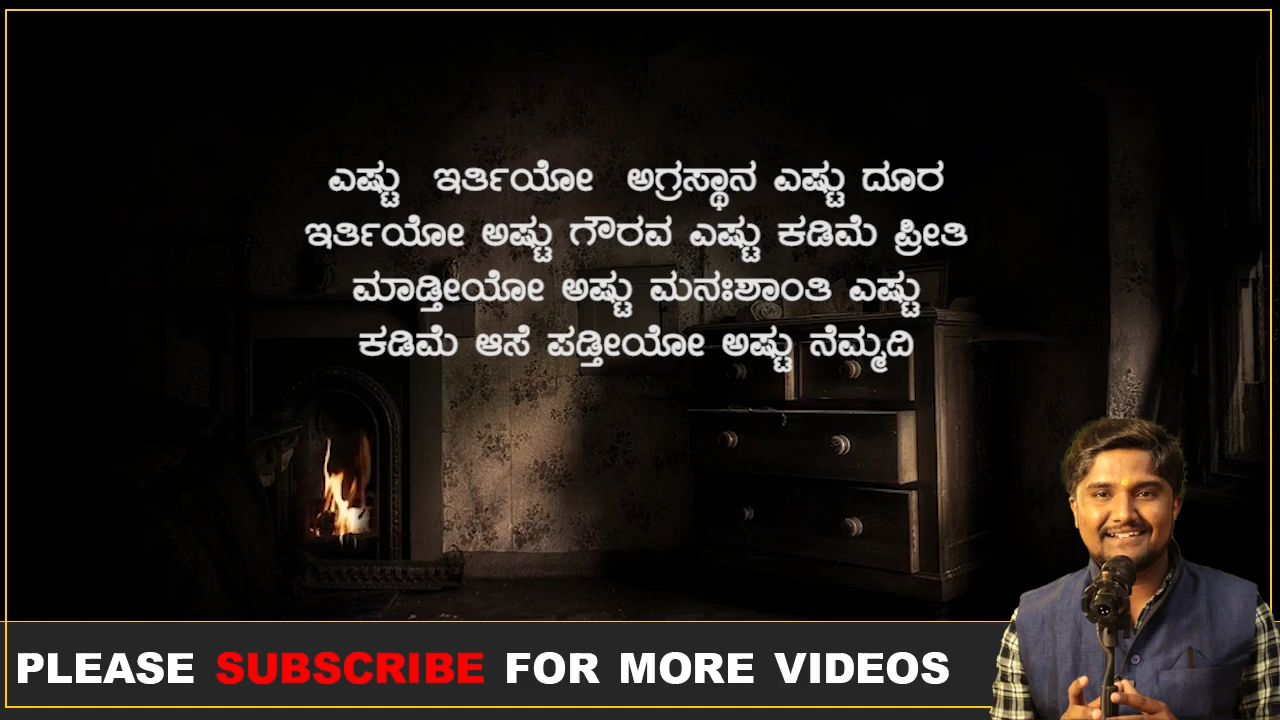 ಎಷ್ಟು ಇರ್ತಿಯೋ ಅಗ್ರಸ್ಥಾನ ಎಷ್ಟು ದೂರ
ಇರ್ತಿಯೋ ಅಷ್ಟು ಗೌರವ ಎಷ್ಟು ಕಡಿಮೆ ಪ್ರೀತಿ
ಮಾಡ್ತೀಯೋ ಅಷ್ಟು ಮನಃಶಾಂತಿ ಎಷ್ಟು
ಕಡಿಮೆ ಆಸೆ ಪಡ್ತೀಯೋ ಅಷ್ಟು ನೆಮ್ಮದಿ
PLEASE SUBSCRIBE FOR MORE VIDEOS